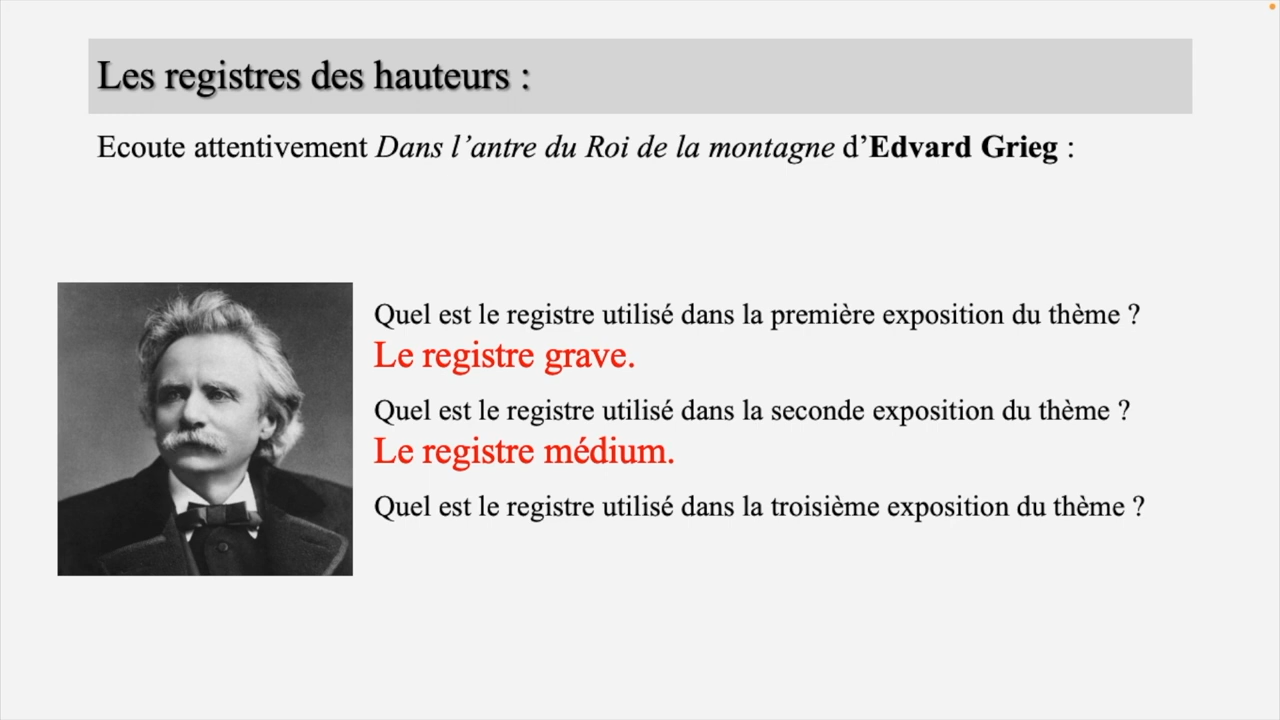 Les registres des hauteurs :
Ecoute attentivement Dans l’antre du Roi de la montagne d’Edvard Grieg :
Quel est le registre utilisé dans la première exposition du thème ?
Le registre grave.
Quel est le registre utilisé dans la seconde exposition du thème ?
Le registre médium.
Quel est le registre utilisé dans la troisième exposition du thème ?